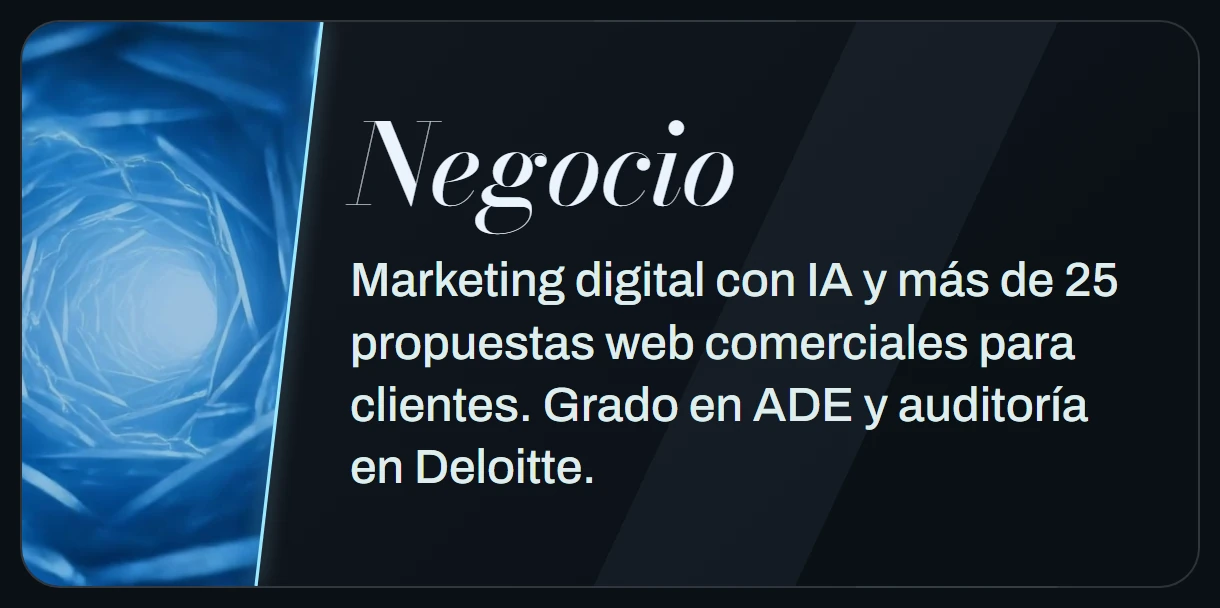 Negocio
Marketing digital con IA y más de 25
propuestas web comerciales para
clientes. Grado en ADE y auditoría
en Deloitte.